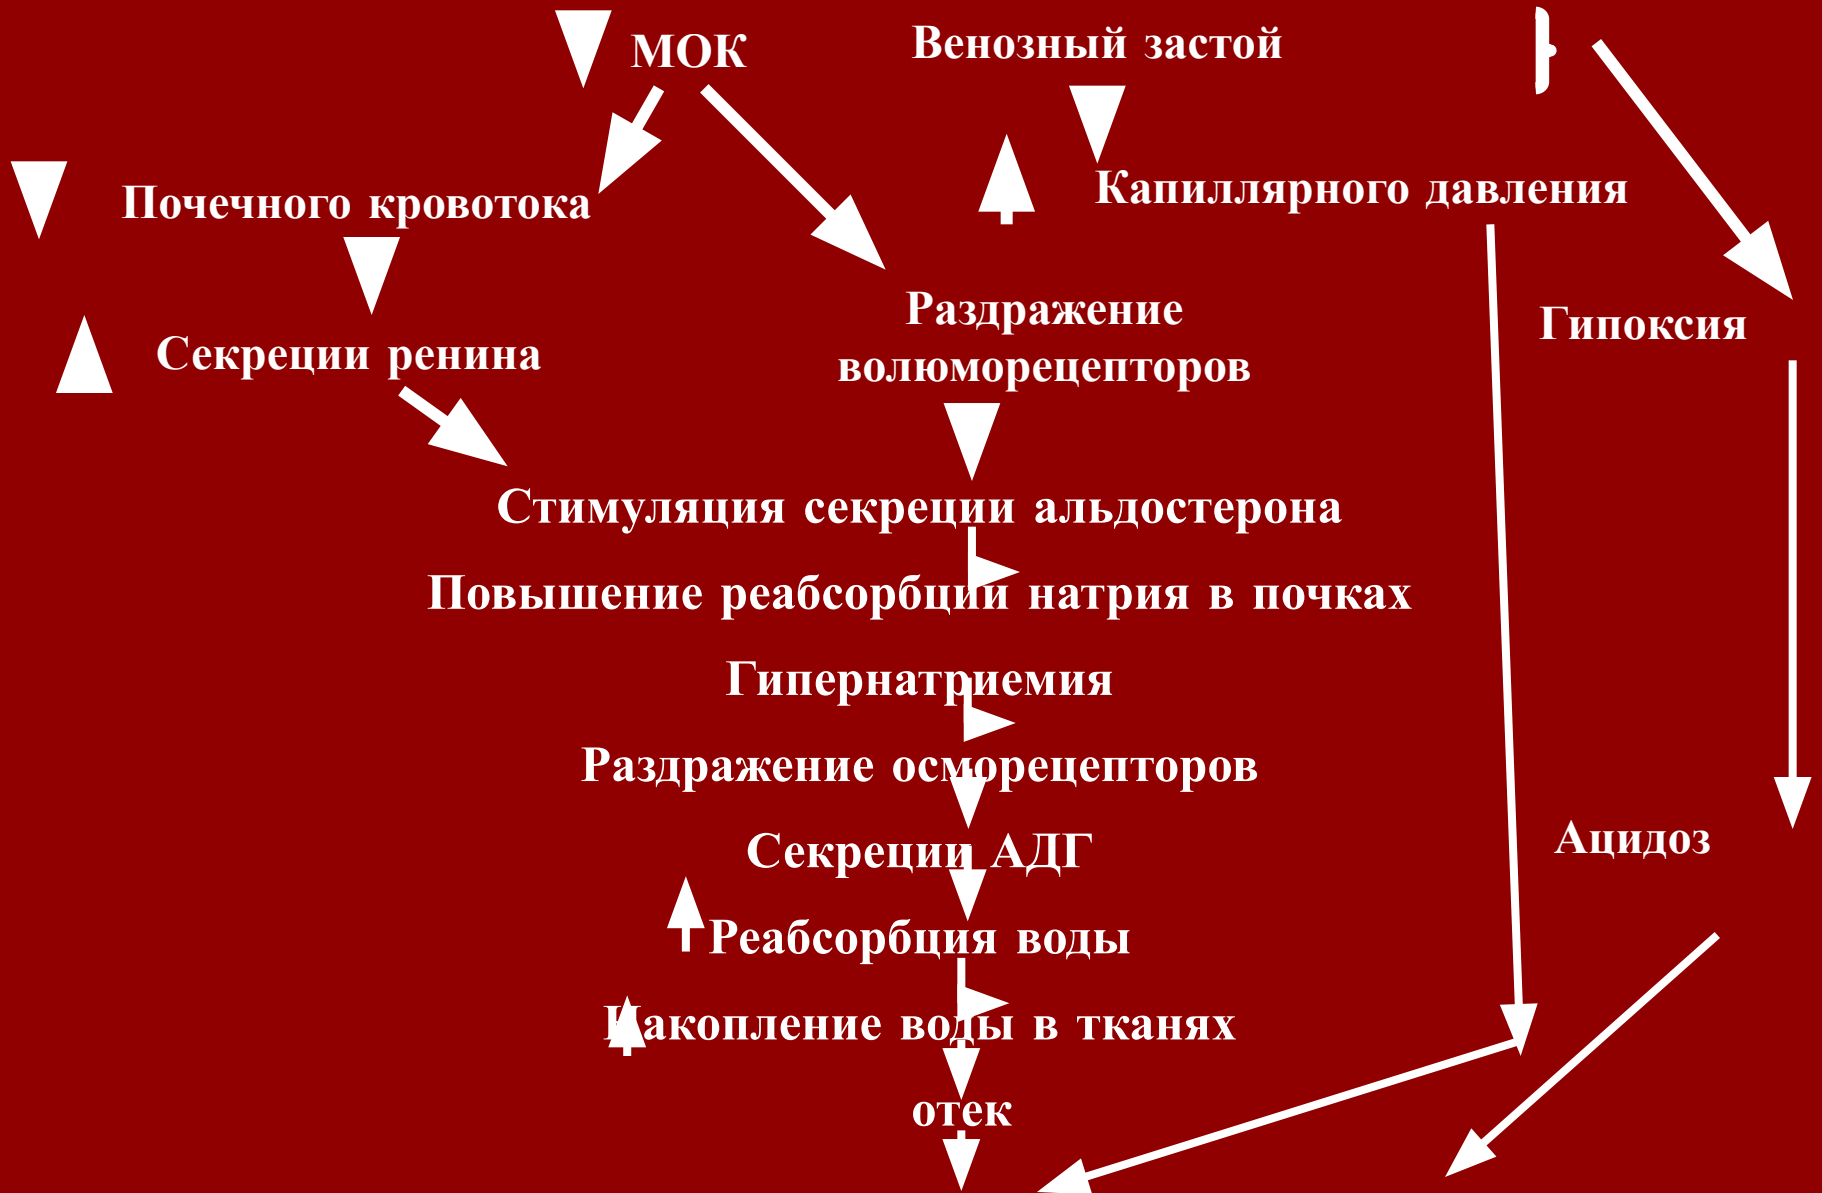 МОК
Венозный застой
Почечного кровотока
Капиллярного давления
Раздражение
волюморецепторов
Гипоксия
Секреции ренина
Стимуляция секреции альдостерона
Повышение реабсорбции натрия в почках
Гипернатриемия
Раздражение осморецепторов
Секреции АДГ
Ацидоз
Реабсорбция воды
Накопление воды в тканях
отек